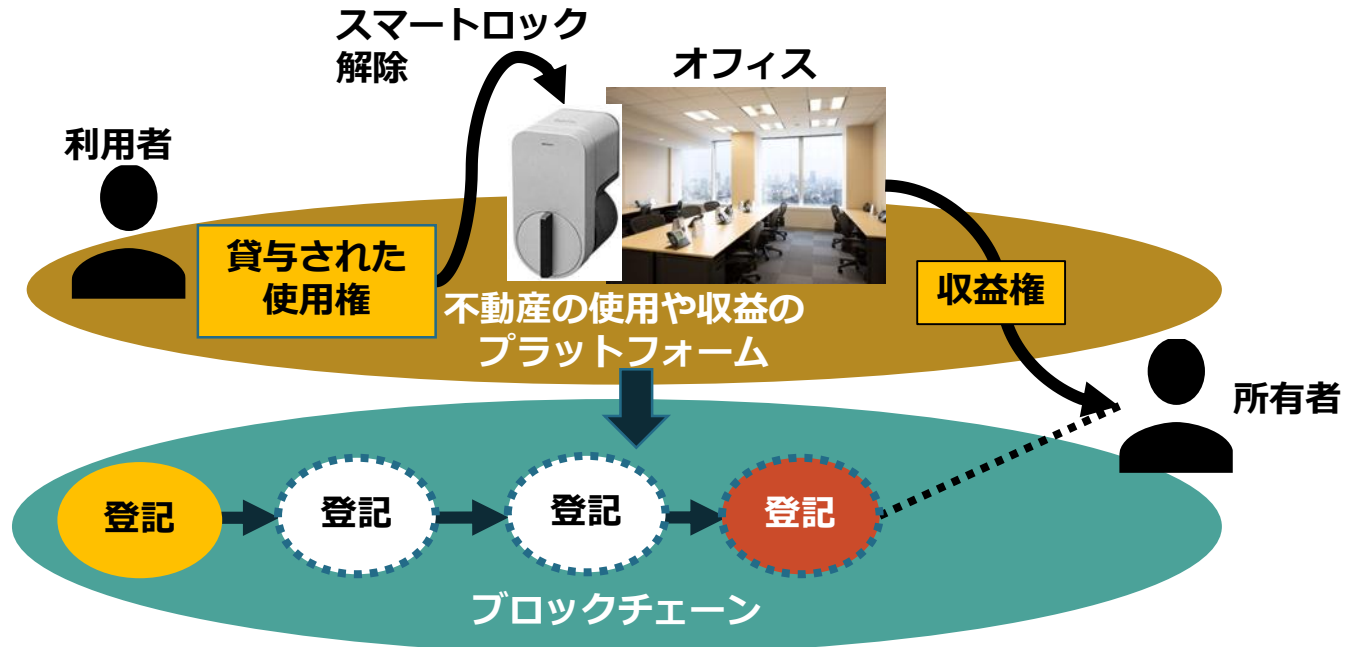 スマートロック
解除
オフィス
利用者
貸与された
使用権
収益権
不動産の使用や収益の
プラットフォーム
所有者
登記
登記
登記
登記
ブロックチェーン